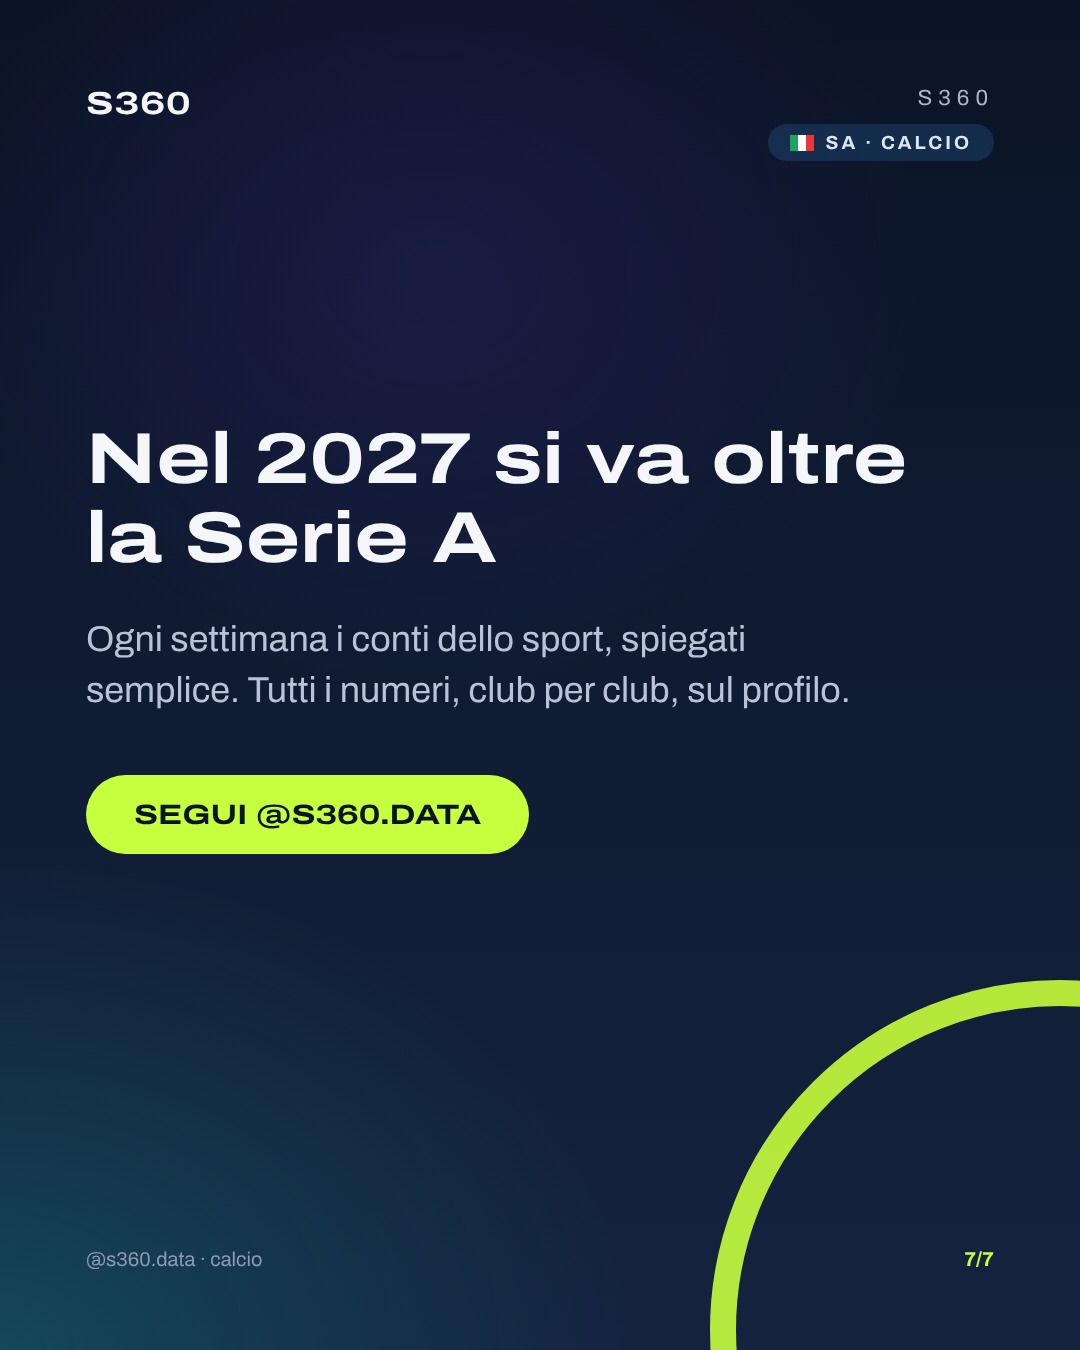 S360
S360
SA · CALCIO
Nel 2027 si va oltre
la Serie A
Ogni settimana i conti dello sport, spiegati
semplice. Tutti i numeri, club per club, sul profilo.
SEGUI @S360.DATA
@s360.data · calcio
7/7